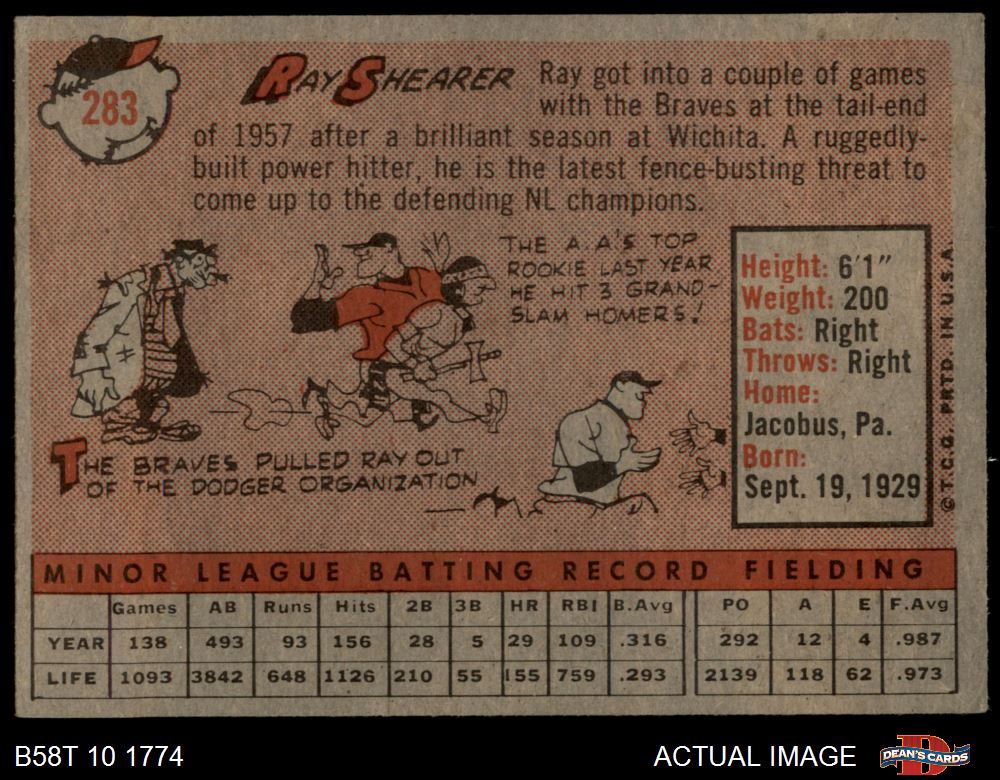 283
RAY SHEARER
Ray got into a couple of games
with the Braves at the tail-end
of 1957 after a brilliant season at Wichita. A ruggedly-
built power hitter, he is the latest fence-busting threat to
come up to the defending NL champions.
THE A.A'S TOP
ROOKIE LAST YEAR
HE HIT 3 GRAND-
SLAM HOMERS!
THE BRAVES PULLED RAY OUT
OF THE DODGER ORGANIZATION
Height: 6'1"
Weight: 200
Bats: Right
Throws: Right
Home:
Jacobus, Pa.
Born:
Sept. 19, 1929
© T.C.G. PRTD. IN U.S.A.
MINOR LEAGUE BATTING RECORD FIELDING
Games AB Runs Hits 2B 3B HR RBI B.Avg PO A E F.Avg
YEAR 138 493 93 156 28 5 29 109 .316 292 12 4 .987
LIFE 1093 3842 648 1126 210 55 155 759 .293 2139 118 62 .973
B58T 10 1774
ACTUAL IMAGE
DEAN'S CARDS